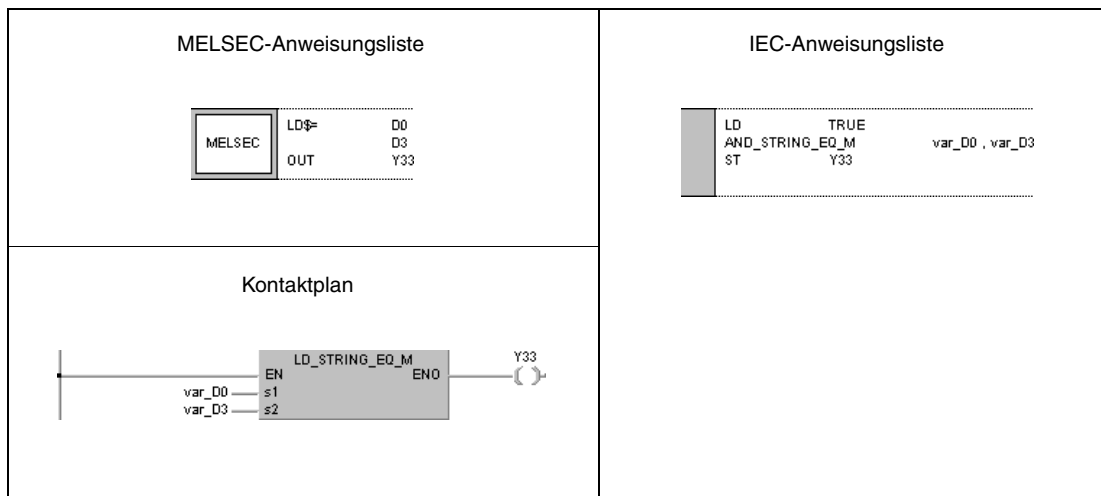 MELSEC-Anweisungsliste
MELSEC
LD$= D0
D3
OUT Y33
IEC-Anweisungsliste
LD TRUE
AND_STRING_EQ_M var_D0 , var_D3
ST Y33
Kontaktplan
LD_STRING_EQ_M
EN ENO
var_D0 s1
var_D3 s2
Y33